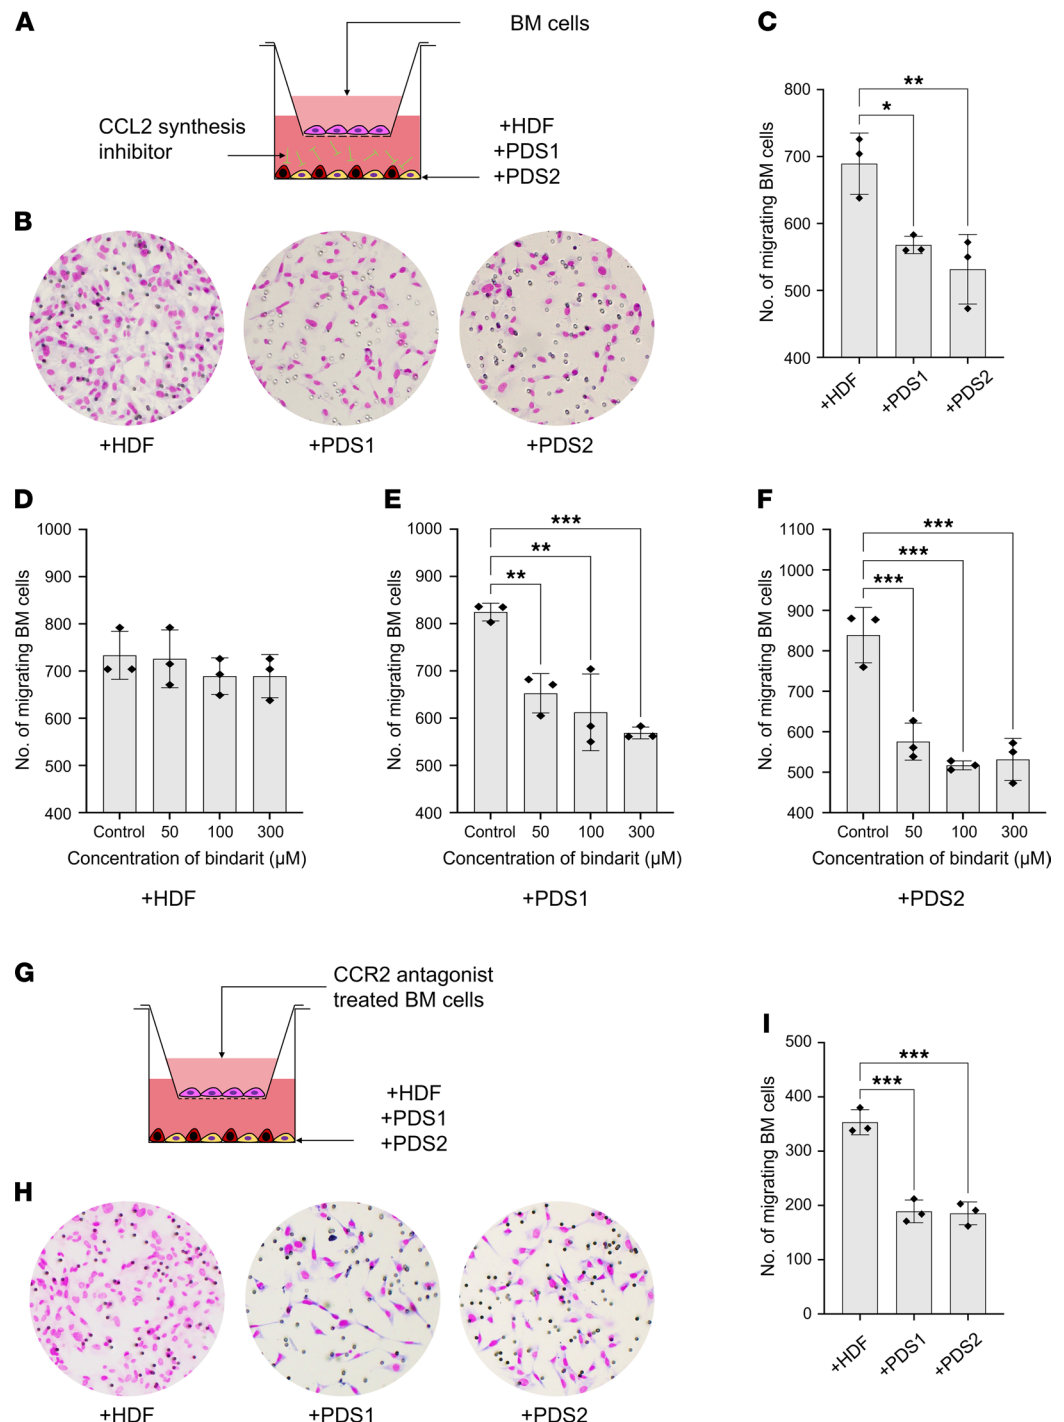 A
BM cells
CCL2 synthesis
inhibitor
+HDF
+PDS1
+PDS2
B
+HDF
+PDS1
+PDS2
C
No. of migrating BM cells
800
700
600
500
400
**
*
+HDF
+PDS1
+PDS2
D
No. of migrating BM cells
1000
900
800
700
600
500
400
Control 50 100 300
Concentration of bindarit (µM)
+HDF
E
No. of migrating BM cells
1000
800
800
700
600
500
400
***
**
**
Control 50 100 300
Concentration of bindarit (µM)
+PDS1
F
No. of migrating BM cells
1100
1000
900
800
700
600
500
400
***
***
***
Control 50 100 300
Concentration of bindarit (µM)
+PDS2
G
CCR2 antagonist
treated BM cells
+HDF
+PDS1
+PDS2
H
+HDF
+PDS1
+PDS2
I
No. of migrating BM cells
500
400
300
200
100
0
***
***
+HDF
+PDS1
+PDS2